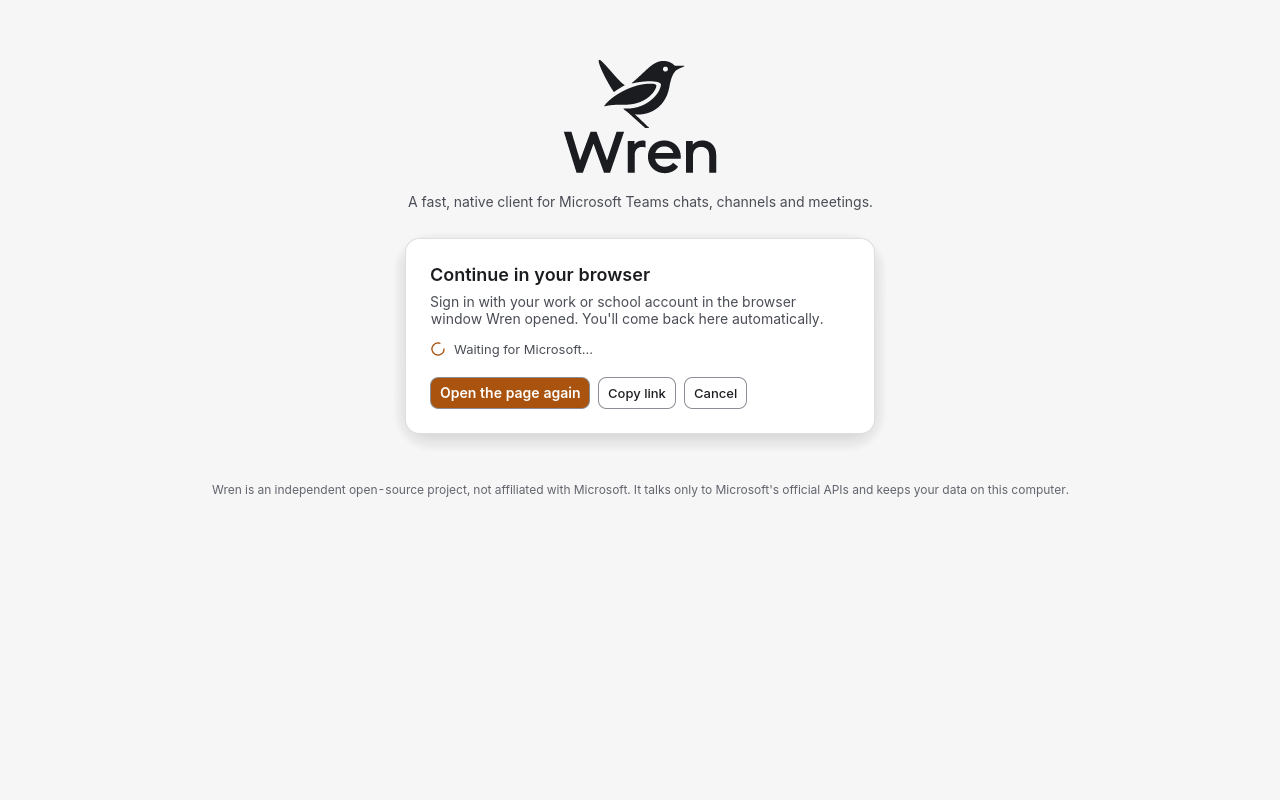 Wren
A fast, native client for Microsoft Teams chats, channels and meetings.
Continue in your browser
Sign in with your work or school account in the browser
window Wren opened. You'll come back here automatically.
Waiting for Microsoft...
Open the page again
Copy link
Cancel
Wren is an independent open-source project, not affiliated with Microsoft. It talks only to Microsoft's official APIs and keeps your data on this computer.